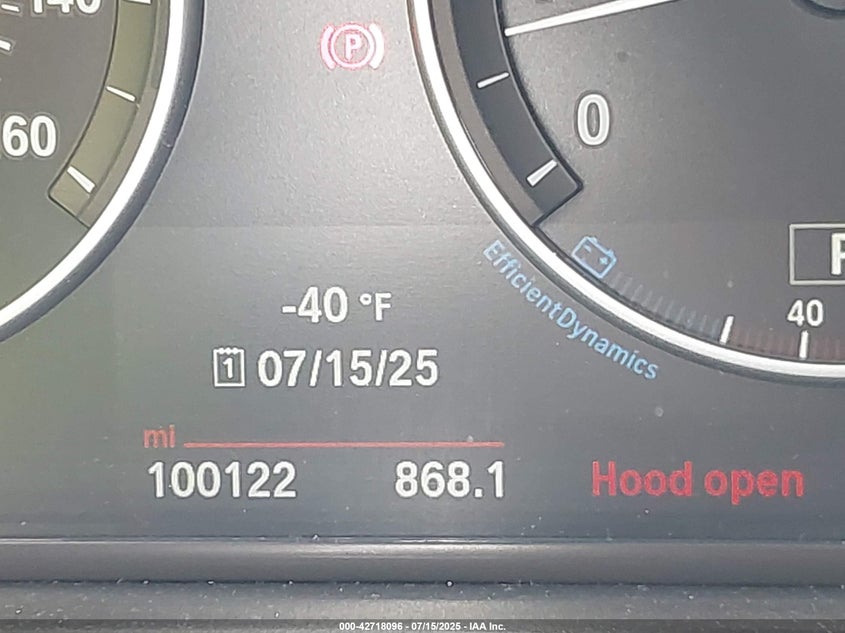 140
60
P
0
EfficientDynamics
-40 °F
40
1 07/15/25
mi
100122 868.1 Hood open
000-42718096 - 07/15/2025 - IAA Inc.